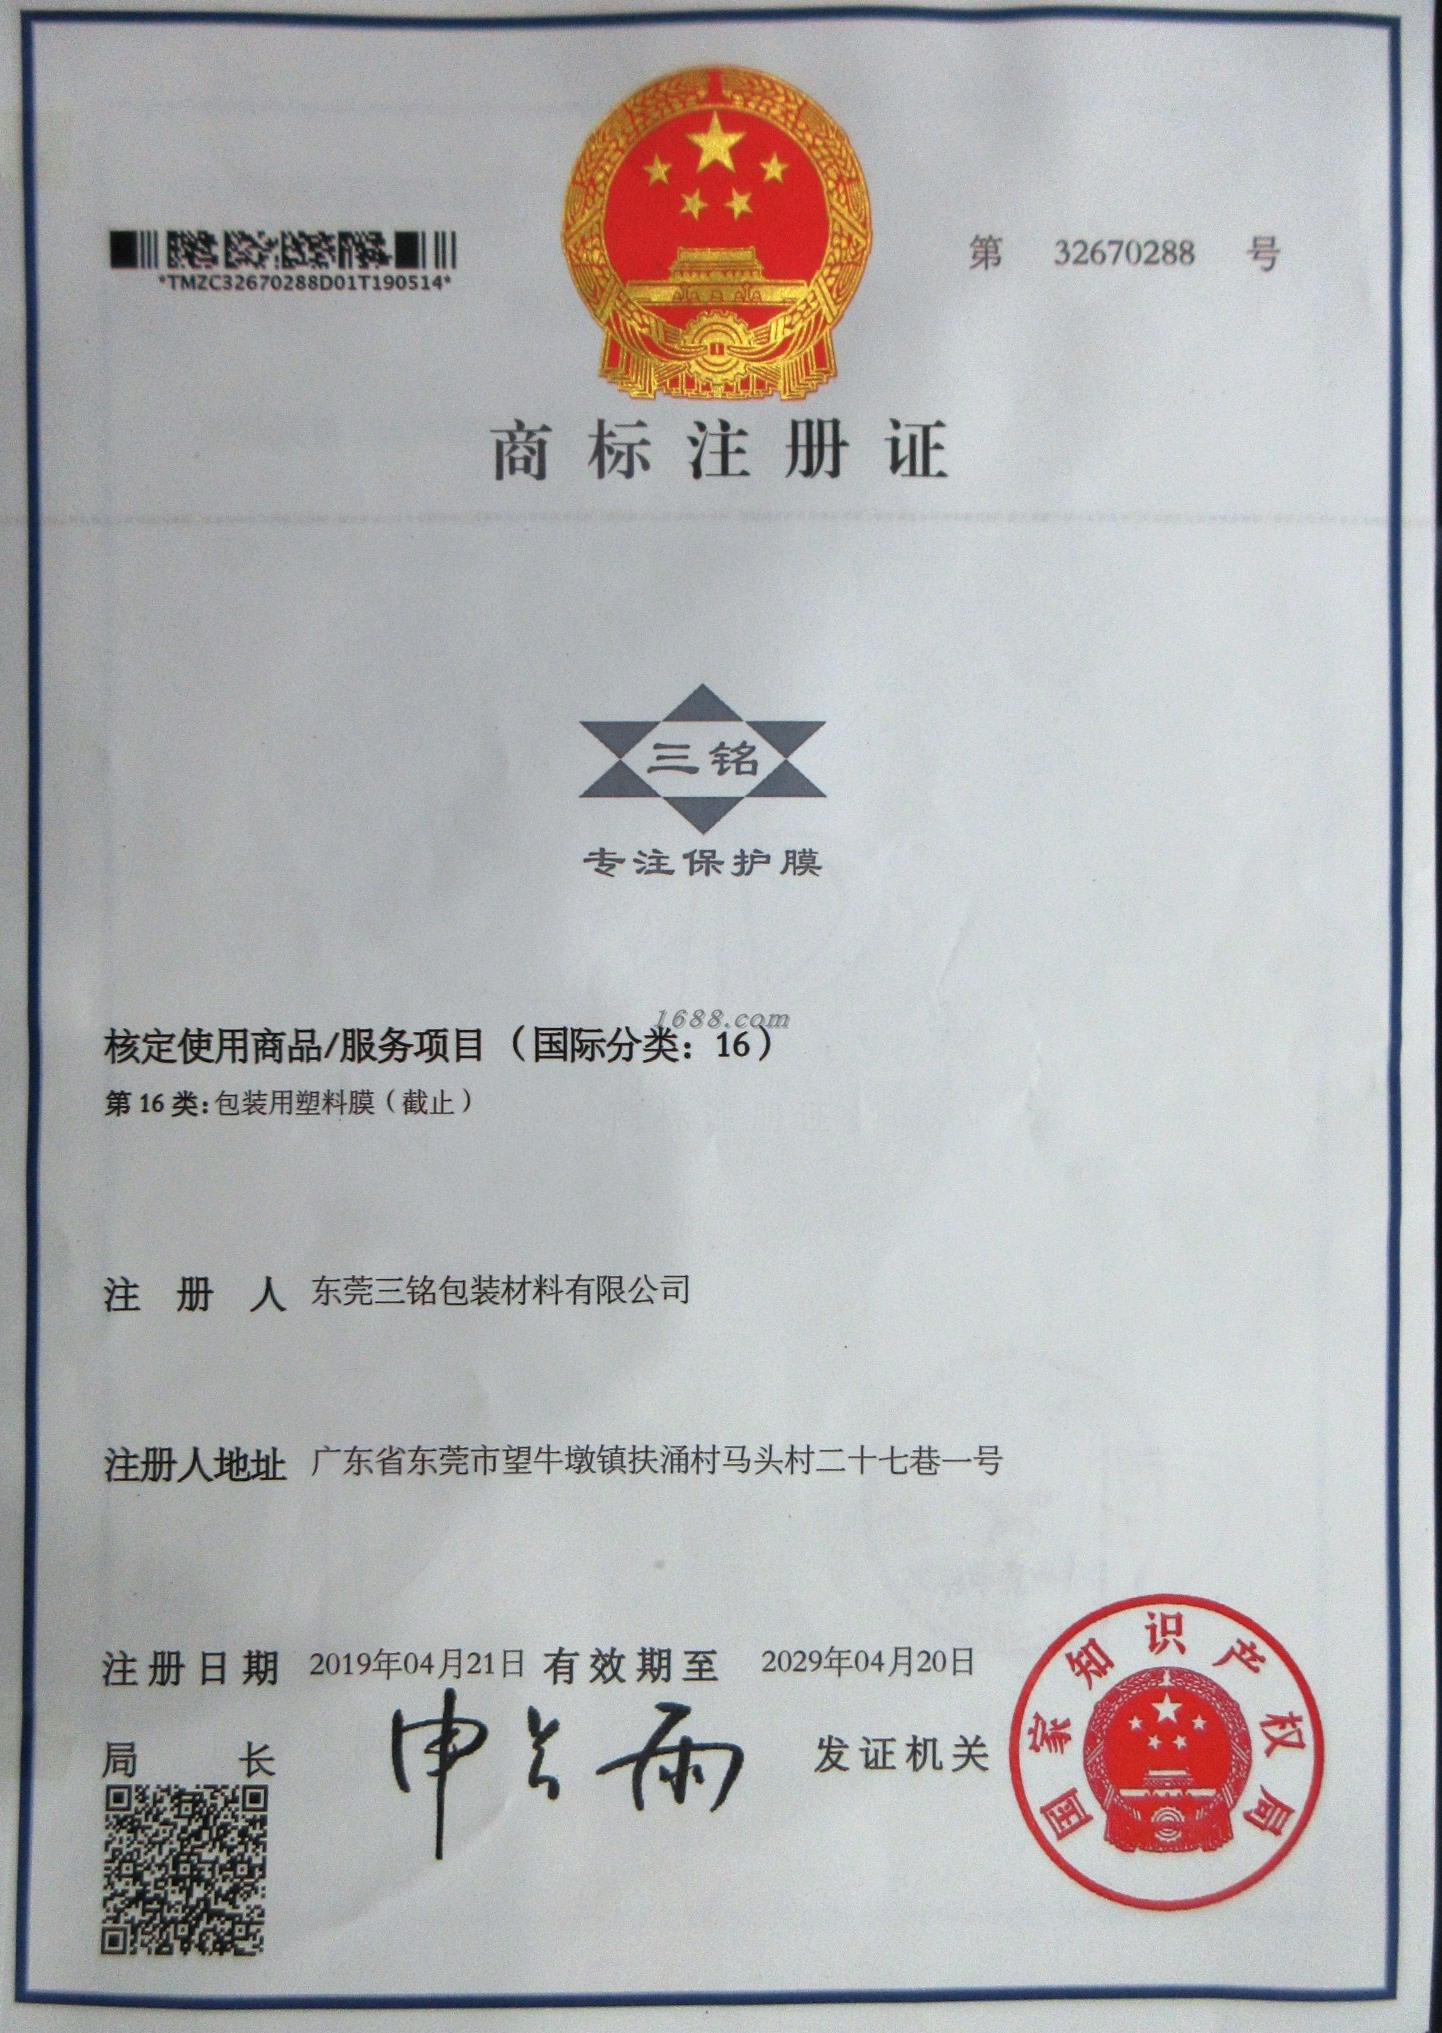 *TMZC32670288D01T190514*
第 32670288 号
商标注册证
三铭
专注保护膜
1688.com
核定使用商品/服务项目（国际分类：16）
第 16 类：包装用塑料膜（截止）
注册人 东莞三铭包装材料有限公司
注册人地址 广东省东莞市望牛墩镇扶涌村马头村二十七巷一号
注册日期 2019年04月21日 有效期至 2029年04月20日
局长 申长雨 发证机关
国家知识产权局